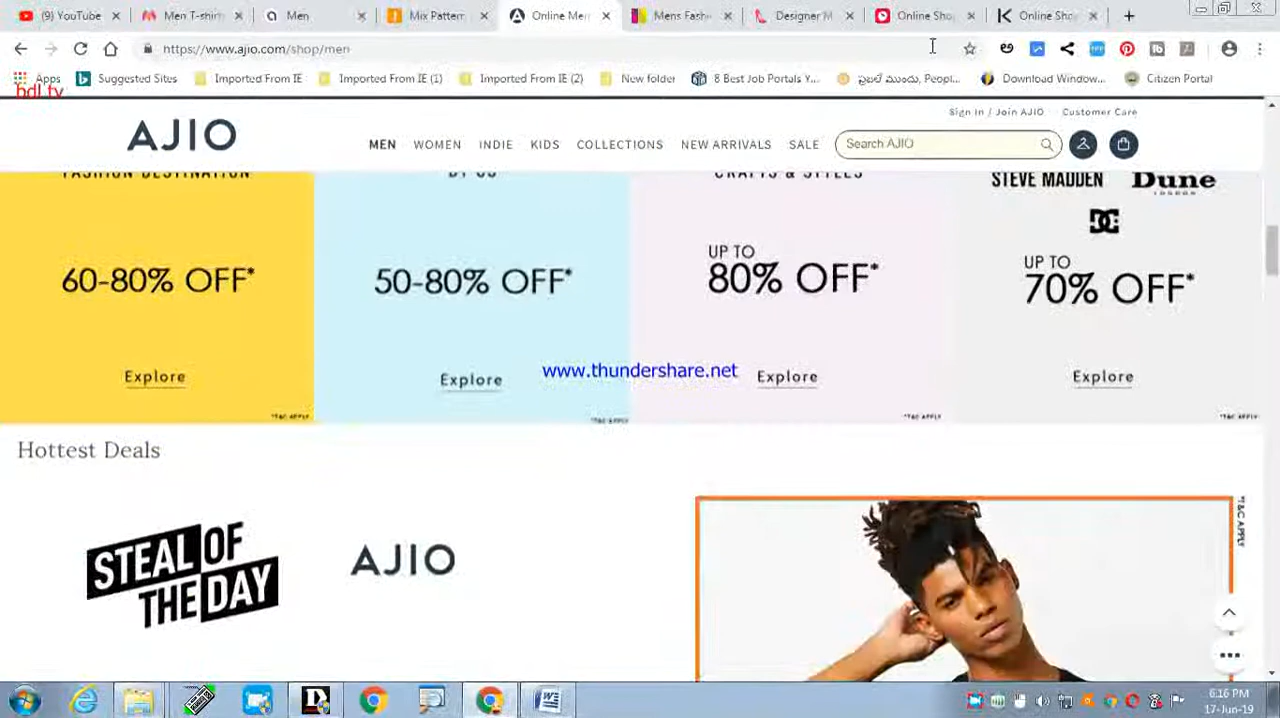 (9) YouTube
Men T-shirt
Men
Mix Pattern
Online Men
Mens Fash
Designer M
Online Sho
Online Sho
https://www.ajio.com/shop/men
Apps
Suggested Sites
Imported From IE
Imported From IE (1)
Imported From IE (2)
New folder
8 Best Job Portals Y...
ప్రైబర్ ముందు, Peopl...
Download Window...
Citizen Portal
bdl.tv
Sign In / Join AJIO
Customer Care
AJIO
MEN
WOMEN
INDIE
KIDS
COLLECTIONS
NEW ARRIVALS
SALE
Search AJIO
FASHION DESTINATION
BY US
CRAFTS & STYLES
STEVE MADDEN
Dune
LONDON
60-80% OFF*
50-80% OFF*
UP TO
80% OFF*
UP TO
70% OFF*
Explore
Explore
www.thundershare.net
Explore
Explore
*T&C APPLY
*T&C APPLY
*T&C APPLY
*T&C APPLY
Hottest Deals
STEAL OF
THE DAY
AJIO
*T&C APPLY
6:16 PM
17-Jun-19